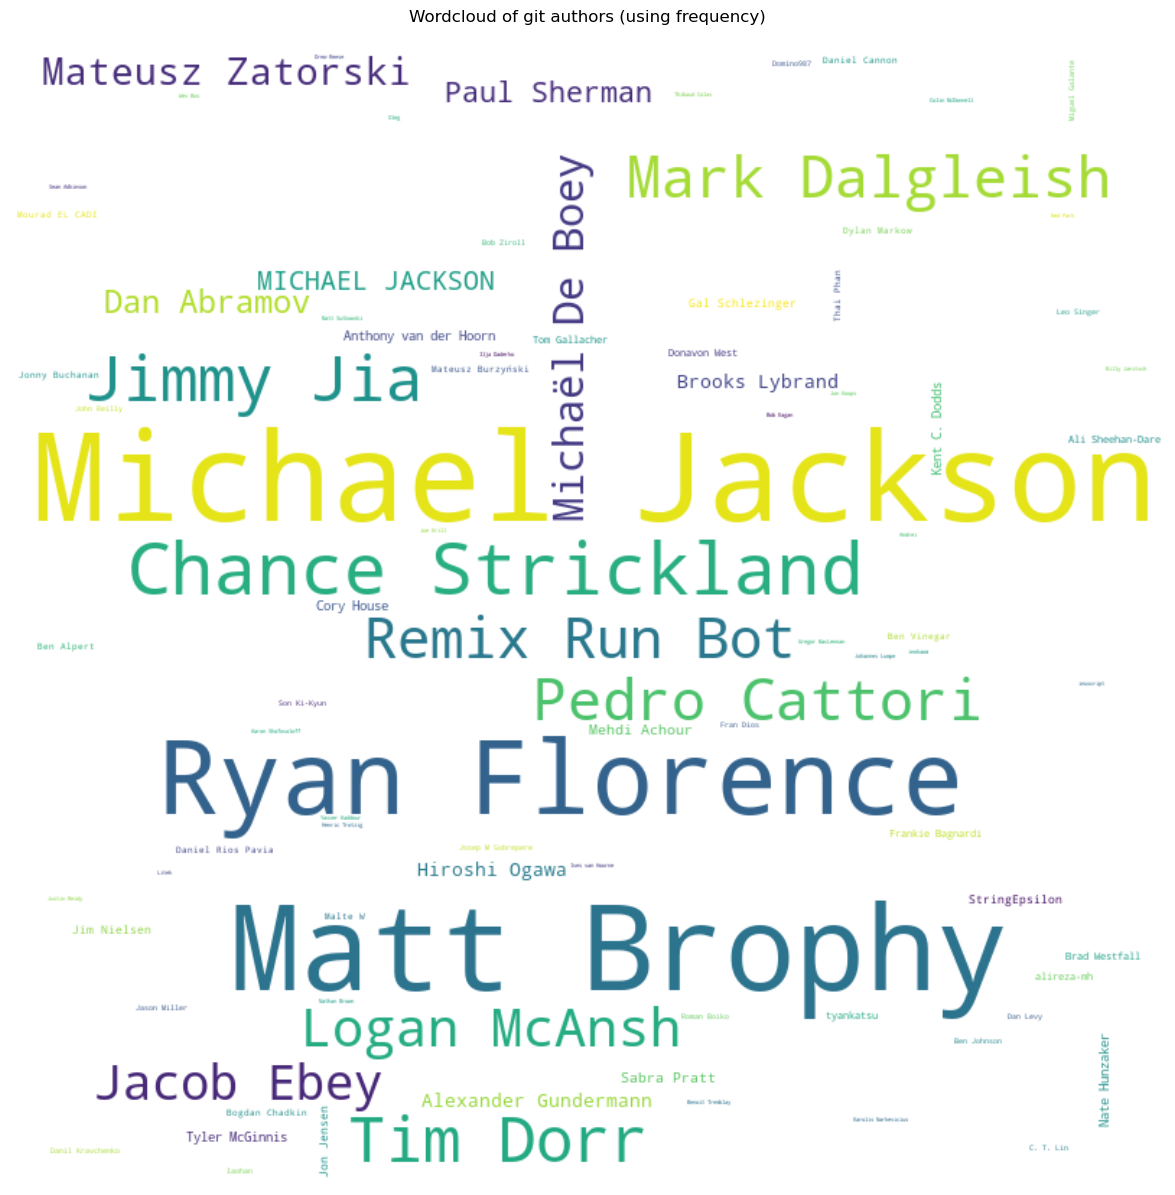 Wordcloud of git authors (using frequency)
Mateusz Zatorski
Paul Sherman
Domino987
Daniel Cannon
Miguel Galante
Mark Dalgleish
Michaël De Boey
Mourad EL CADI
Dylan Markow
Bob Ziroll
MICHAEL JACKSON
Dan Abramov
Thai Phan
Gal Schlezinger
Leo Singer
Anthony van der Hoorn
Tom Gallacher
Donavon West
Jimmy Jia
Mateusz Burzyński
Jonny Buchanan
Brooks Lybrand
John Reilly
Kent C. Dodds
Ali Sheehan-Dare
Michael Jackson
Chance Strickland
Cory House
Remix Run Bot
Ben Vinegar
Ben Alpert
Pedro Cattori
Son Ki-Kyun
Fran Dios
Mehdi Achour
Ryan Florence
Frankie Bagnardi
Daniel Rios Pavia
Josep M Sobrepere
Hiroshi Ogawa
StringEpsilon
Malte W
Jim Nielsen
Matt Brophy
Brad Westfall
alireza-mh
Jason Miller
Logan McAnsh
Roman Boiko
tyankatsu
Dan Levy
Ben Johnson
Nate Hunzaker
Jacob Ebey
Sabra Pratt
Alexander Gundermann
Bogdan Chadkin
Jon Jensen
Tim Dorr
Tyler McGinnis
Danil Kravchenko
C. T. Lin